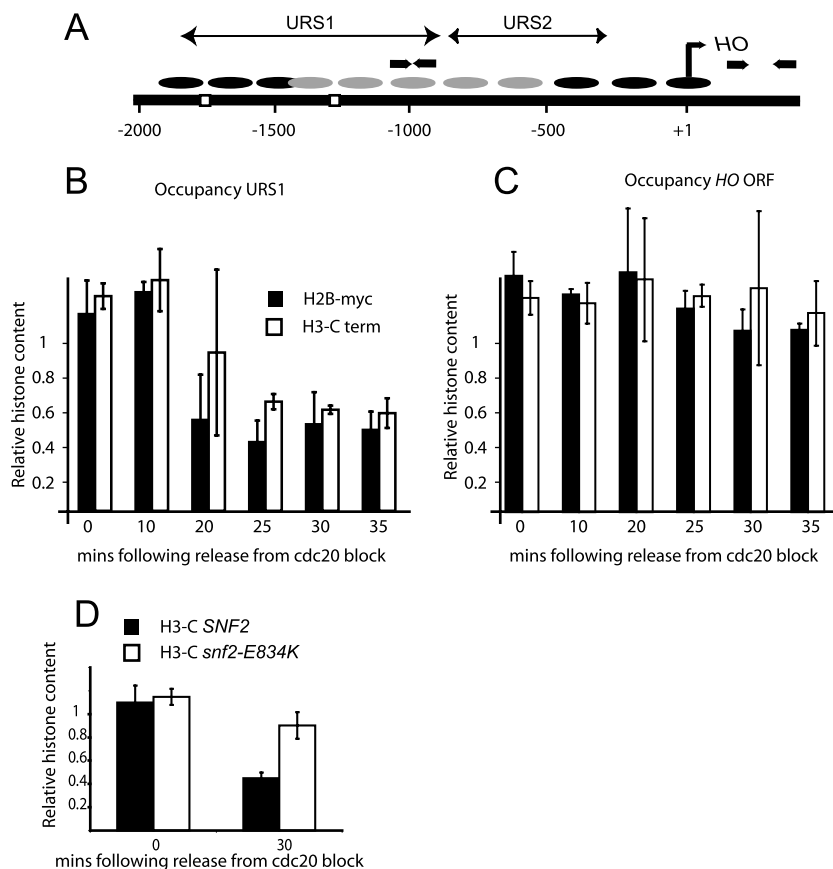 A
URS1
URS2
HO
-2000
-1500
-1000
-500
+1
B
Occupancy URS1
Relative histone content
1
0.8
0.6
0.4
0.2
H2B-myc
H3-C term
0 10 20 25 30 35
mins following release from cdc20 block
C
Occupancy HO ORF
Relative histone content
1
0.8
0.6
0.4
0.2
0 10 20 25 30 35
mins following release from cdc20 block
D
H3-C SNF2
H3-C snf2-E834K
Relative histone content
1
0.8
0.6
0.4
0.2
0 30
mins following release from cdc20 block